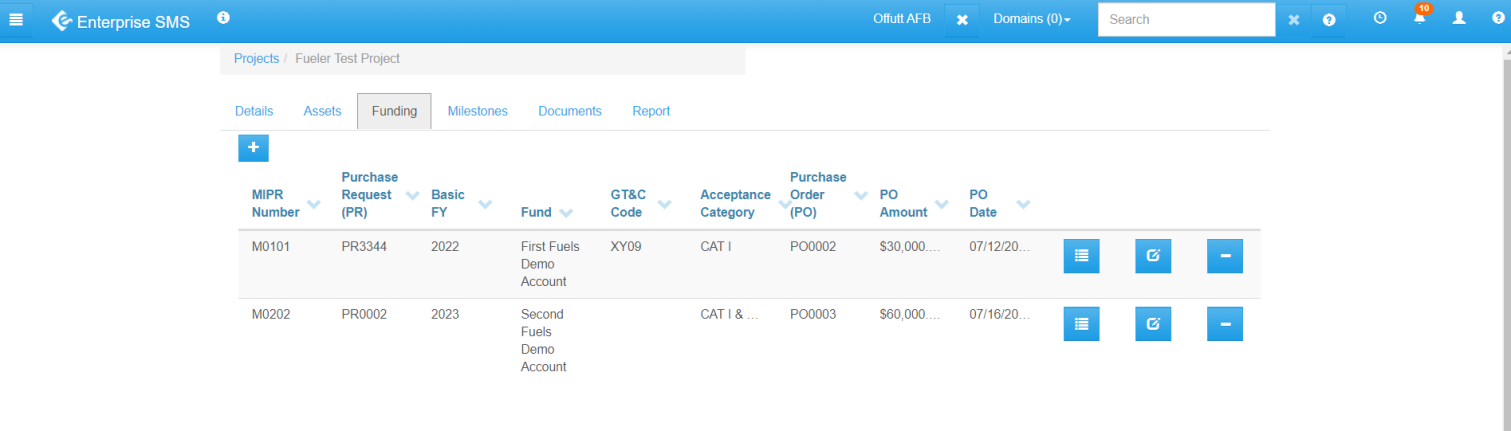 Enterprise SMS Offutt AFB Domains (0) Search 10
Projects / Fueler Test Project
Details Assets Funding Milestones Documents Report
MIPR Number
Purchase Request (PR)
Basic FY
Fund
GT&C Code
Acceptance Category
Purchase Order (PO)
PO Amount
PO Date
M0101 PR3344 2022 First Fuels XY09 CAT I PO0002 $30,000.... 07/12/20...
Demo
Account
M0202 PR0002 2023 Second CAT I & ... PO0003 $60,000.... 07/16/20...
Fuels
Demo
Account